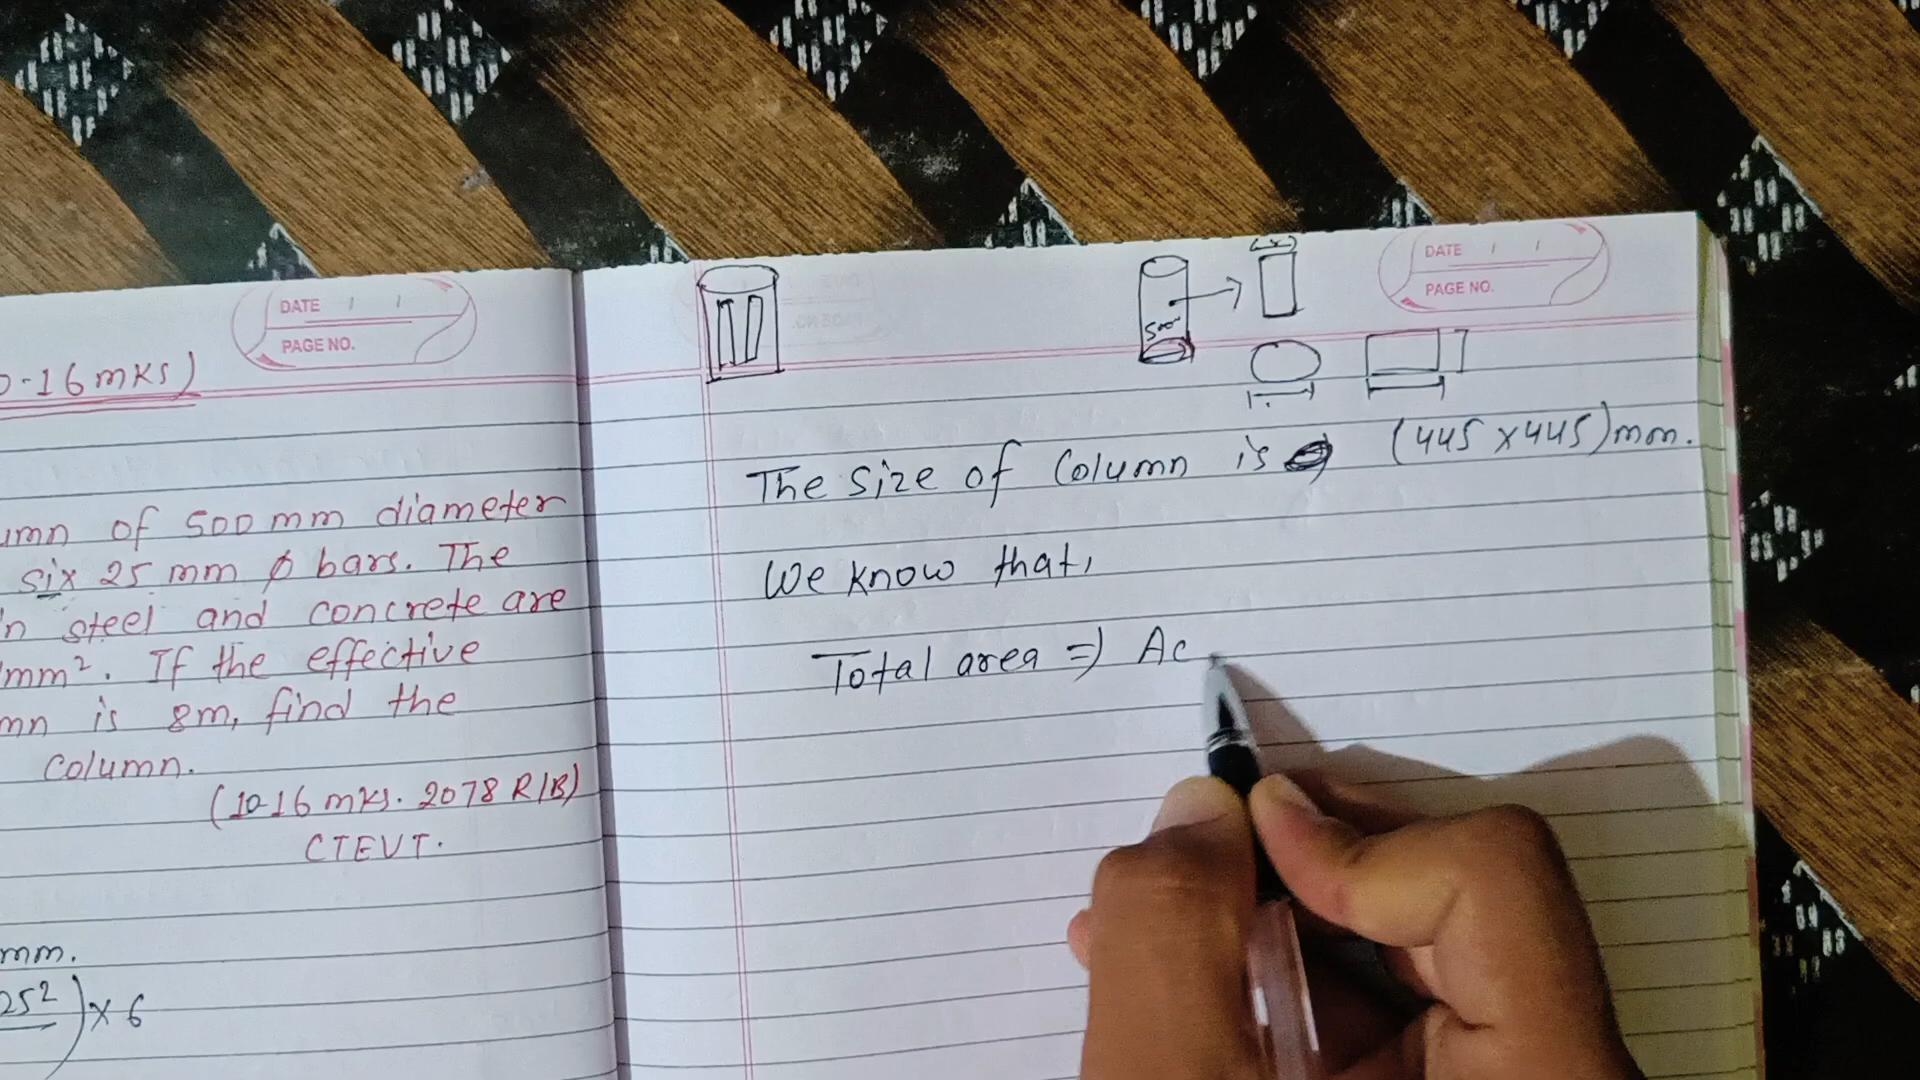 DATE / /
PAGE NO.
0-16 mks)
umn of 500 mm diameter
six 25 mm φ bars. The
n steel and concrete are
mm². If the effective
mn is 8m, find the
column.
(10-16 mks. 2078 R/B)
CTEVT.
mm.
25²) × 6
DATE / /
PAGE NO.
500
The size of Column is (445 × 445)mm.
We know that,
Total area => Ac